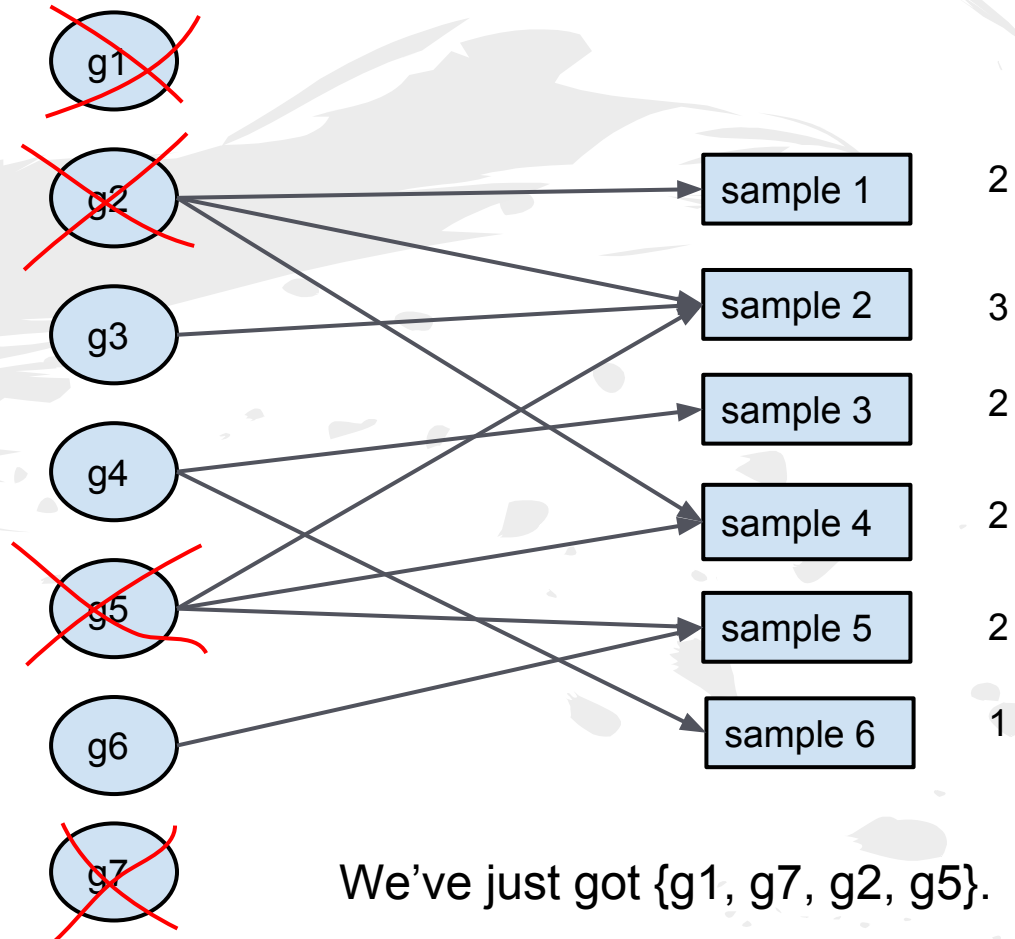 g1
g2
sample 1 2
sample 2 3
g3
sample 3 2
g4
sample 4 2
g5
sample 5 2
g6
sample 6 1
g7
We’ve just got {g1, g7, g2, g5}.